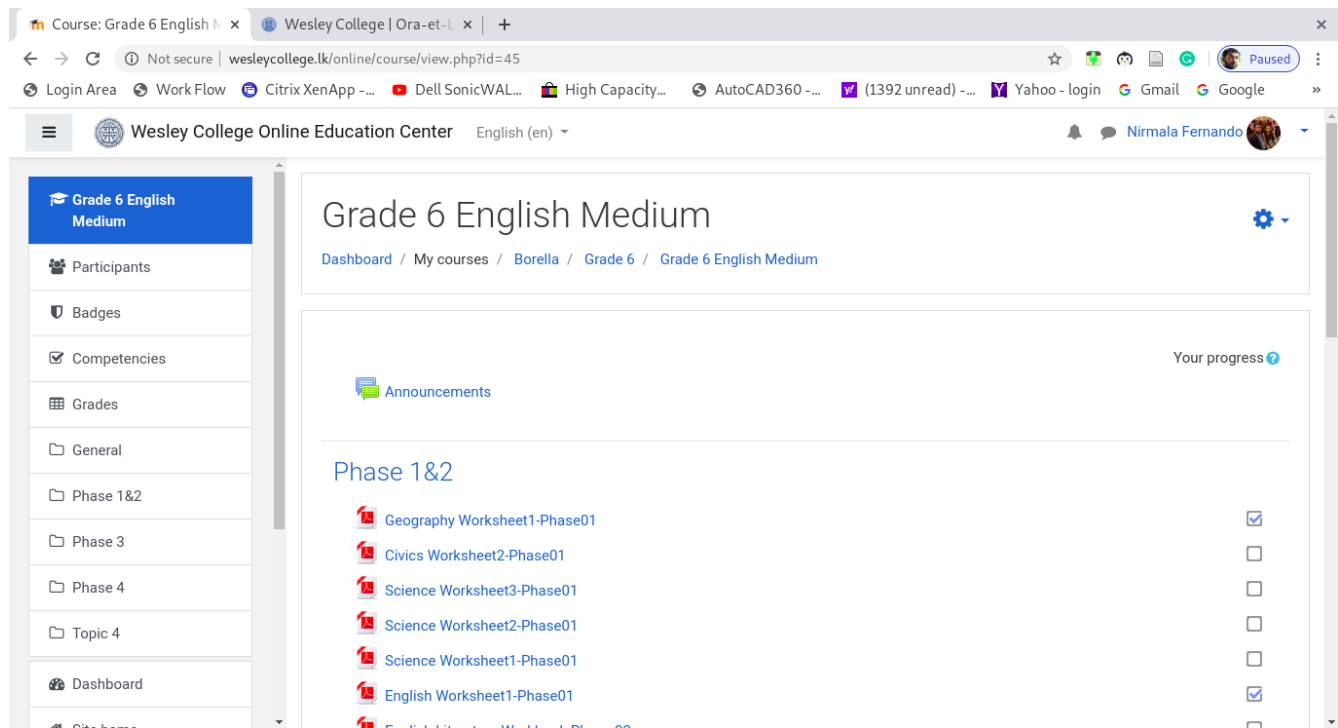 Course: Grade 6 English M
Wesley College | Ora-et-L
Not secure | wesleycollege.lk/online/course/view.php?id=45
Paused
Login Area Work Flow Citrix XenApp -... Dell SonicWAL... High Capacity... AutoCAD360 -... (1392 unread) -... Yahoo - login Gmail Google »
Wesley College Online Education Center English (en) Nirmala Fernando
Grade 6 English
Medium
Participants
Badges
Competencies
Grades
General
Phase 1&2
Phase 3
Phase 4
Topic 4
Dashboard
Site home
Grade 6 English Medium
Dashboard / My courses / Borella / Grade 6 / Grade 6 English Medium
Your progress
Announcements
Phase 1&2
Geography Worksheet1-Phase01
Civics Worksheet2-Phase01
Science Worksheet3-Phase01
Science Worksheet2-Phase01
Science Worksheet1-Phase01
English Worksheet1-Phase01